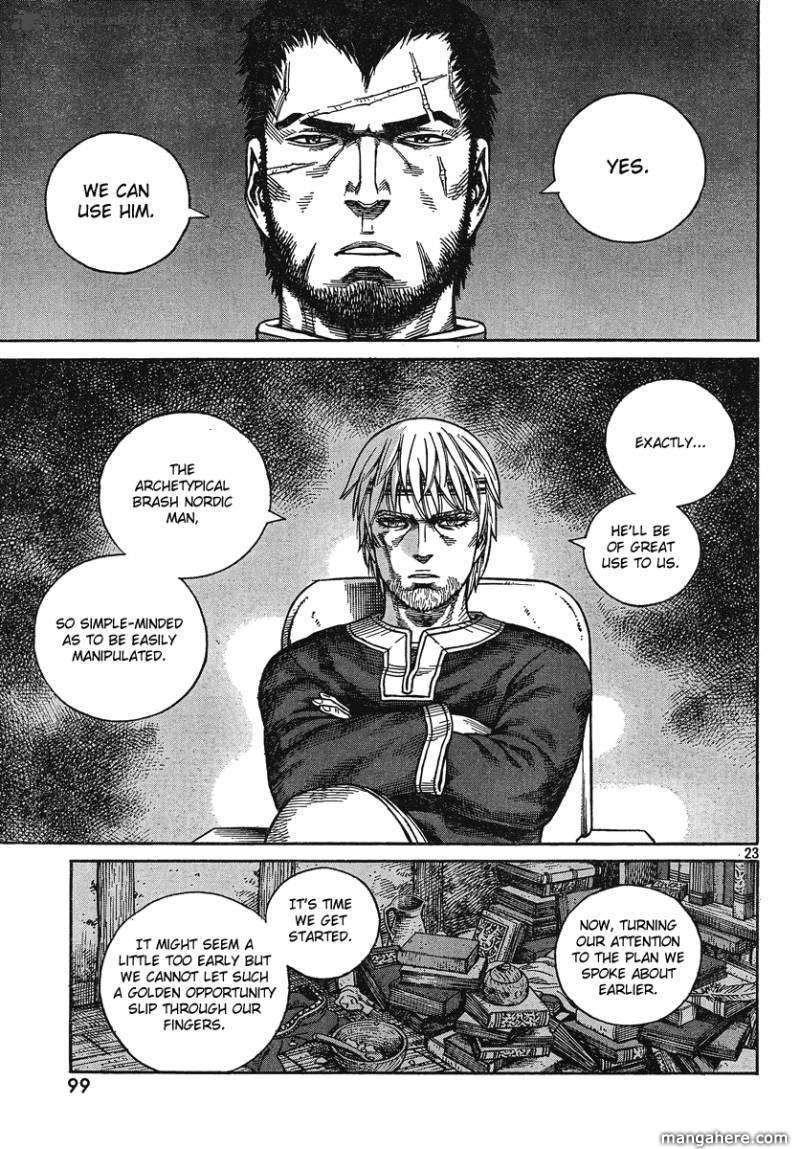 YES.
WE CAN
USE HIM.
EXACTLY...
HE'LL BE
OF GREAT
USE TO US.
THE
ARCHETYPICAL
BRASH NORDIC
MAN,
SO SIMPLE-MINDED
AS TO BE EASILY
MANIPULATED.
23
NOW, TURNING
OUR ATTENTION
TO THE PLAN WE
SPOKE ABOUT
EARLIER.
IT'S TIME
WE GET
STARTED.
IT MIGHT SEEM A
LITTLE TOO EARLY BUT
WE CANNOT LET SUCH
A GOLDEN OPPORTUNITY
SLIP THROUGH OUR
FINGERS.
99
mangahere.com